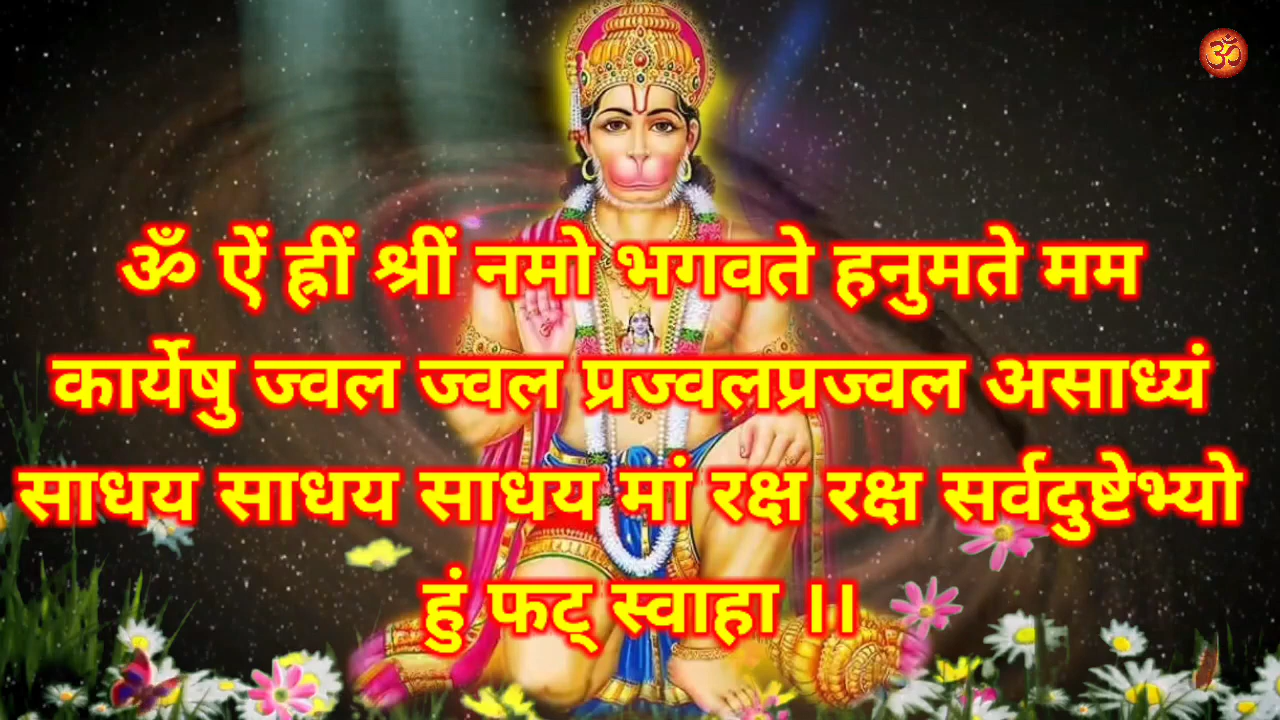 ॐ ऐं ह्रीं श्रीं नमो भगवते हनुमते मम
कार्येषु ज्वल ज्वल प्रज्वलप्रज्वल असाध्यं
साधय साधय साधय मां रक्ष रक्ष सर्वदुष्टेभ्यो
हुं फट् स्वाहा ।।
ॐ